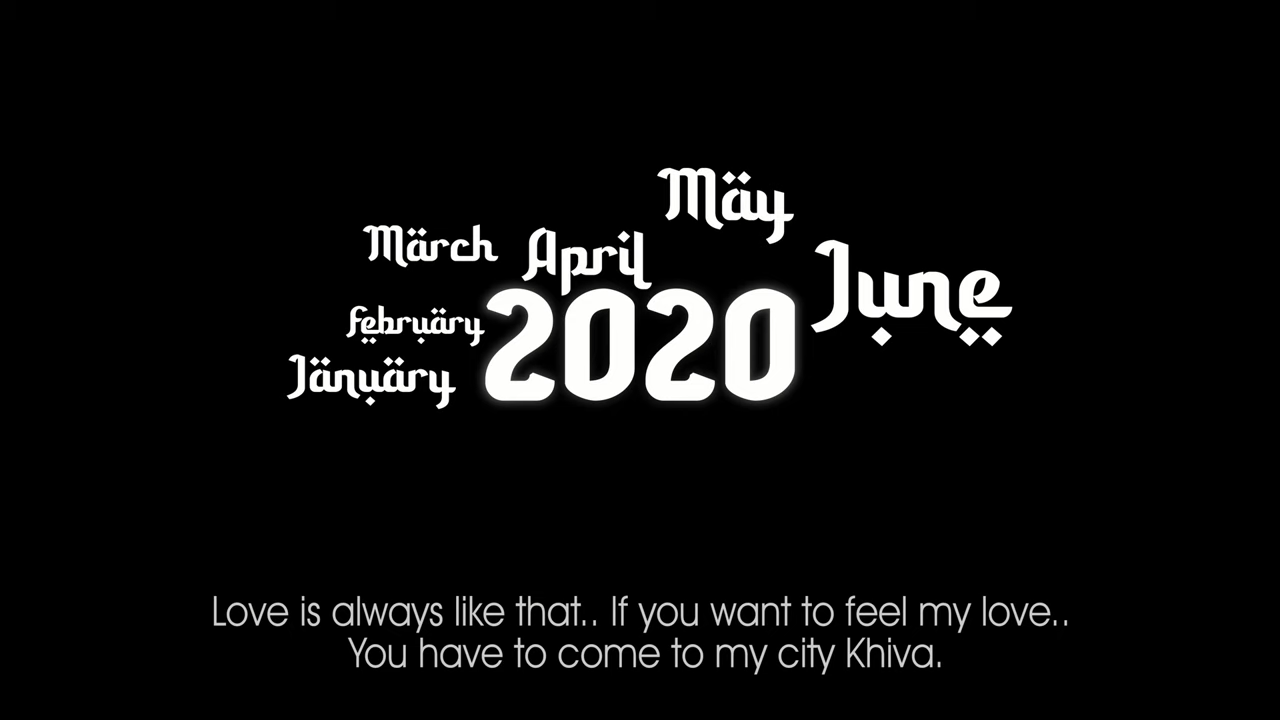 May
March April
June
February 2020
January
Love is always like that.. If you want to feel my love..
You have to come to my city Khiva.